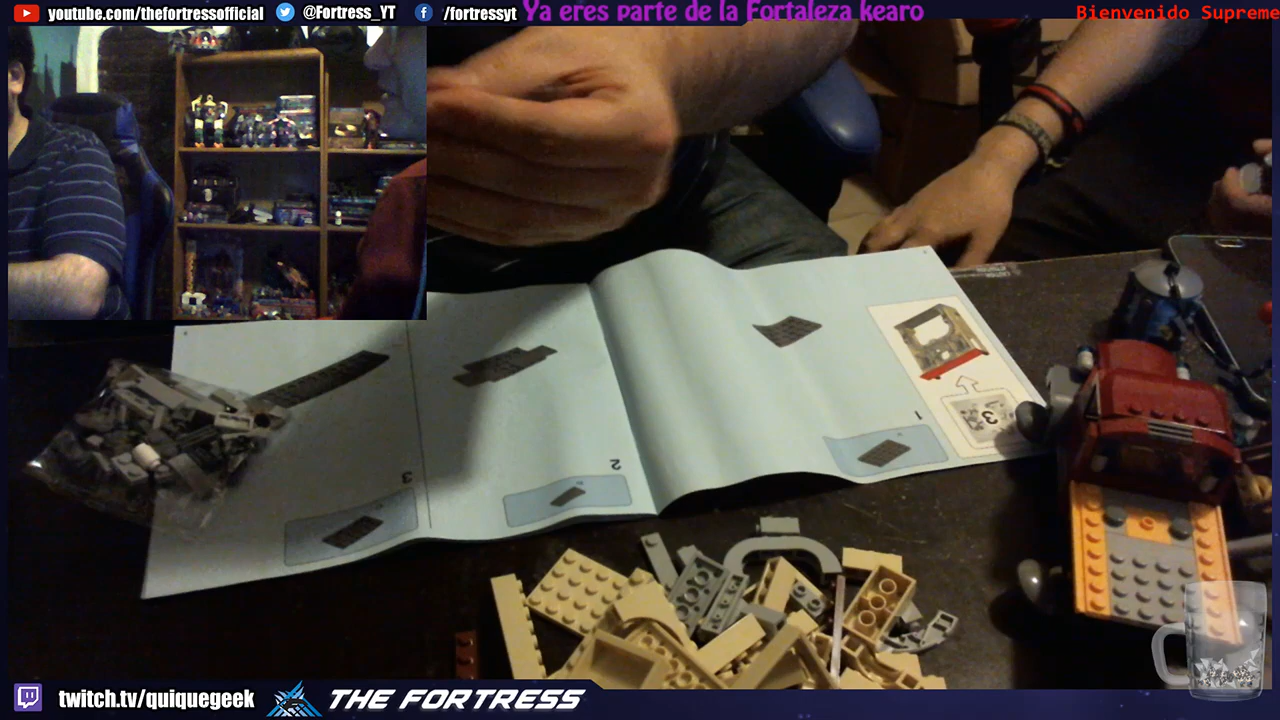 youtube.com/thefortressofficial @Fortress_YT /fortressyt Ya eres parte de la Fortaleza kearo Bienvenido Supreme
3
1
2
3
twitch.tv/quiquegeek THE FORTRESS